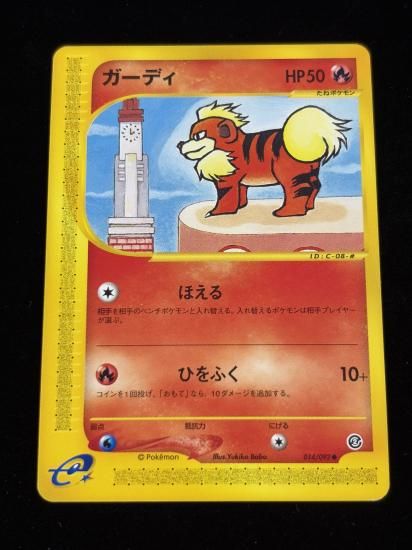 ガーディ
HP50
たねポケモン
ID:C-08-#
ほえる
相手を相手のベンチポケモンと入れ替える。入れ替えるポケモンは相手プレイヤー
が選ぶ。
ひをふく 10+
コインを1回投げ、「おもて」なら、10ダメージを追加する。
弱点 抵抗力 にげる
©Pokémon Illus.Yukiko Baba 014/092
e